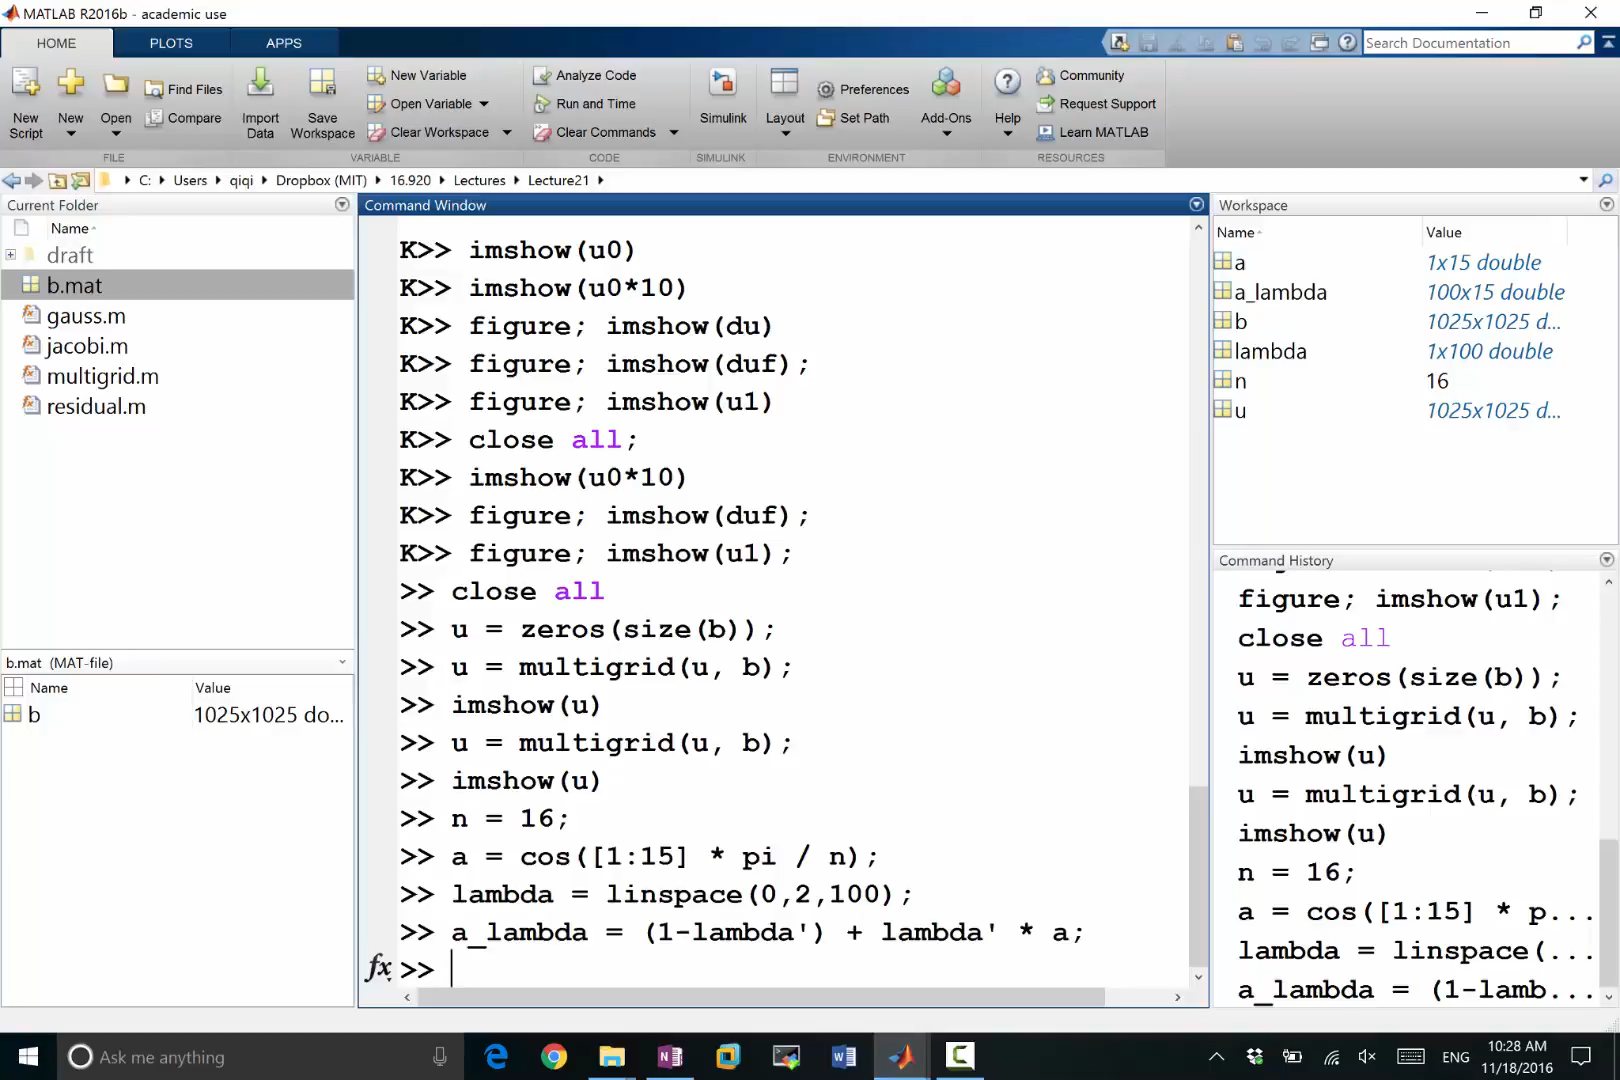 MATLAB R2016b - academic use
HOME PLOTS APPS Search Documentation
New Script New Open Find Files Compare Import Data Save Workspace New Variable Open Variable Clear Workspace Analyze Code Run and Time Clear Commands Simulink Layout Preferences Set Path Add-Ons Help Community Request Support Learn MATLAB
FILE VARIABLE CODE SIMULINK ENVIRONMENT RESOURCES
C: Users qiqi Dropbox (MIT) 16.920 Lectures Lecture21
Current Folder
Name
draft
b.mat
gauss.m
jacobi.m
multigrid.m
residual.m
b.mat (MAT-file)
Name Value
b 1025x1025 do...
Command Window
K>> imshow(u0)
K>> imshow(u0*10)
K>> figure; imshow(du)
K>> figure; imshow(duf);
K>> figure; imshow(u1)
K>> close all;
K>> imshow(u0*10)
K>> figure; imshow(duf);
K>> figure; imshow(u1);
>> close all
>> u = zeros(size(b));
>> u = multigrid(u, b);
>> imshow(u)
>> u = multigrid(u, b);
>> imshow(u)
>> n = 16;
>> a = cos([1:15] * pi / n);
>> lambda = linspace(0,2,100);
>> a_lambda = (1-lambda') + lambda' * a;
fx >>
Workspace
Name Value
a 1x15 double
a_lambda 100x15 double
b 1025x1025 d...
lambda 1x100 double
n 16
u 1025x1025 d...
Command History
figure; imshow(u1);
close all
u = zeros(size(b));
u = multigrid(u, b);
imshow(u)
u = multigrid(u, b);
imshow(u)
n = 16;
a = cos([1:15] * p...
lambda = linspace(...
a_lambda = (1-lamb...
Ask me anything
ENG 10:28 AM
11/18/2016